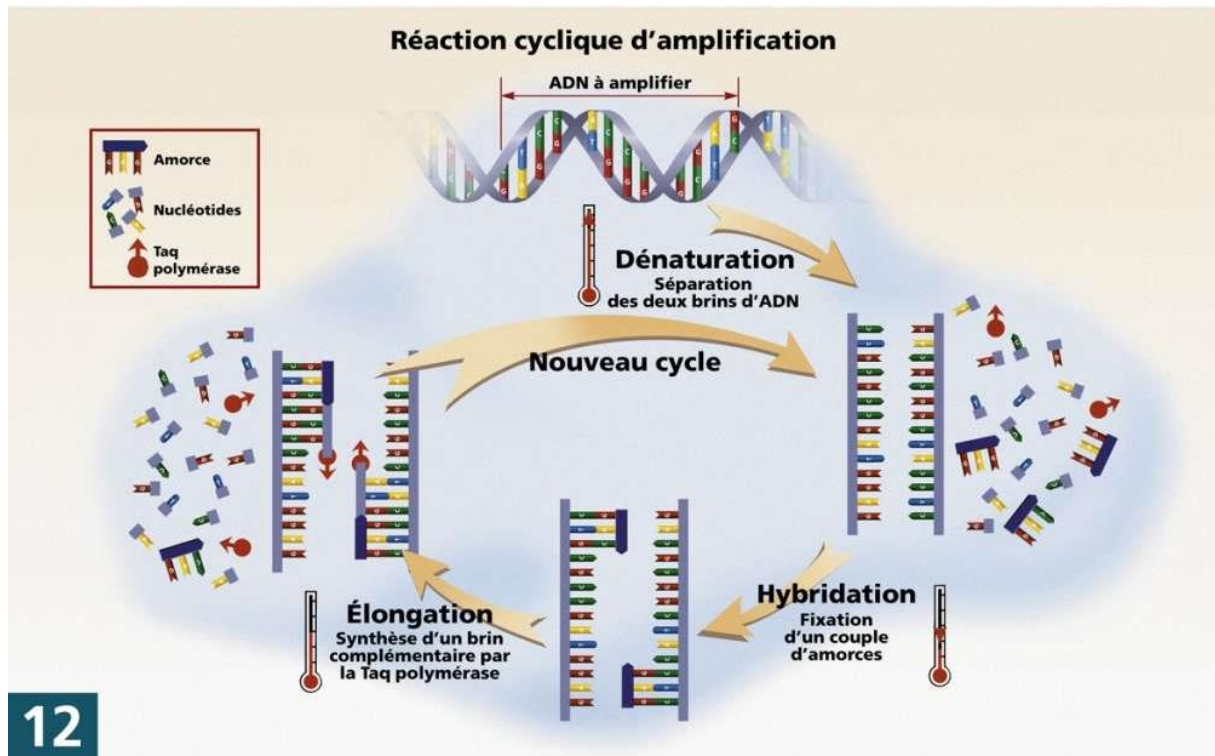 Réaction cyclique d'amplification
ADN à amplifier
Amorce
Nucléotides
Taq
polymérase
Dénaturation
Séparation
des deux brins d'ADN
Nouveau cycle
Hybridation
Fixation
d'un couple
d'amorces
Élongation
Synthèse d'un brin
complémentaire par
la Taq polymérase
12